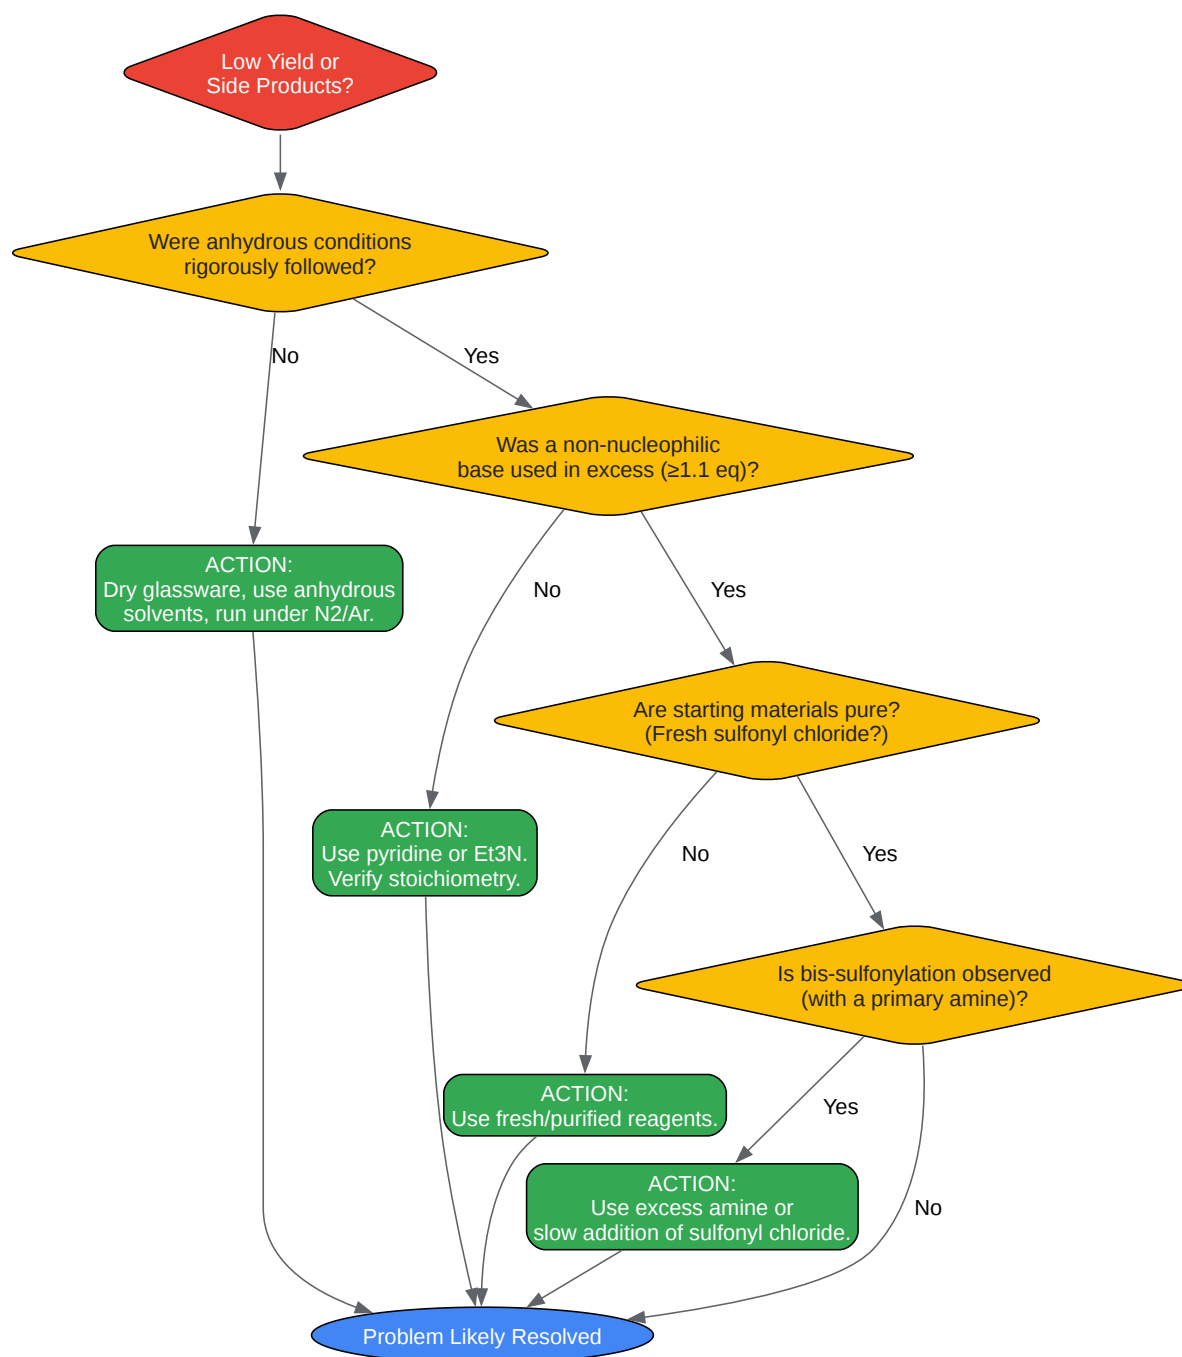 Low Yield or
Side Products?
Were anhydrous conditions
rigorously followed?
No
Yes
Was a non-nucleophilic
base used in excess (≥1.1 eq)?
ACTION:
Dry glassware, use anhydrous
solvents, run under N2/Ar.
No
Yes
Are starting materials pure?
(Fresh sulfonyl chloride?)
ACTION:
Use pyridine or Et3N.
Verify stoichiometry.
No
Yes
Is bis-sulfonylation observed
(with a primary amine)?
ACTION:
Use fresh/purified reagents.
Yes
ACTION:
Use excess amine or
slow addition of sulfonyl chloride.
No
Problem Likely Resolved